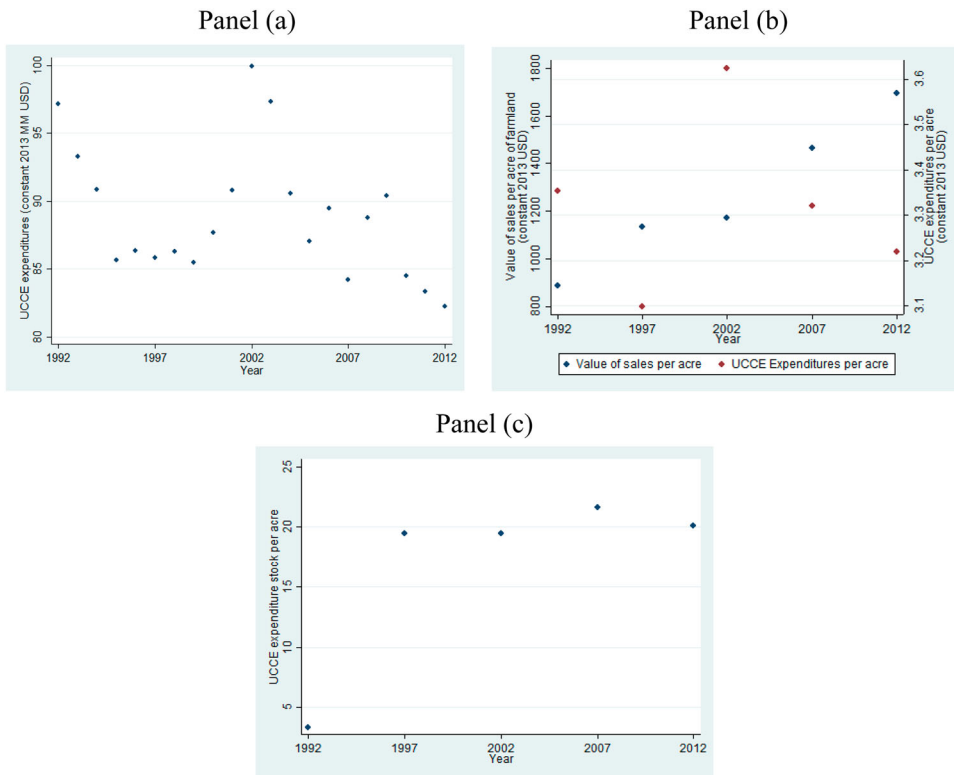 Panel (a)
UCCE expenditures (constant 2013 MM USD)
100
95
90
85
80
1992
1997
2002
2007
2012
Year
Panel (b)
Value of sales per acre of farmland
(constant 2013 USD)
1800
1600
1400
1200
1000
800
3.6
3.5
3.4
3.3
3.2
3.1
UCCE expenditures per acre
(constant 2013 USD)
1992
1997
2002
2007
2012
Year
Value of sales per acre
UCCE Expenditures per acre
Panel (c)
UCCE expenditure stock per acre
25
20
15
10
5
1992
1997
2002
2007
2012
Year